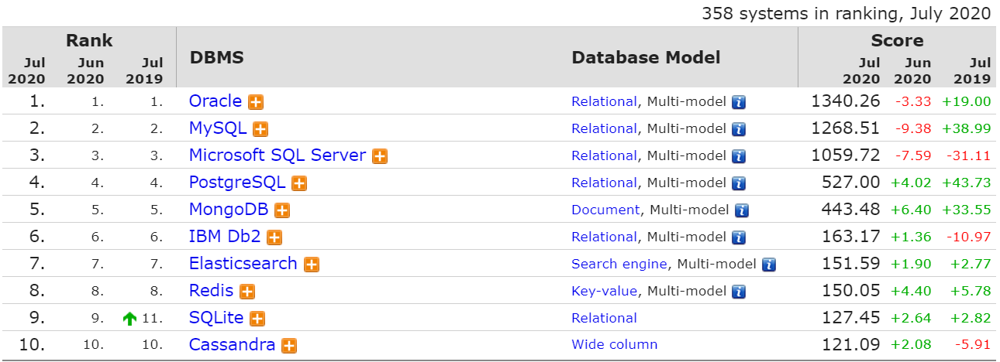 358 systems in ranking, July 2020
Rank DBMS Database Model Score
Jul 2020 Jun 2020 Jul 2019 Jul 2020 Jun 2020 Jul 2019
1. 1. 1. Oracle Relational, Multi-model 1340.26 -3.33 +19.00
2. 2. 2. MySQL Relational, Multi-model 1268.51 -9.38 +38.99
3. 3. 3. Microsoft SQL Server Relational, Multi-model 1059.72 -7.59 -31.11
4. 4. 4. PostgreSQL Relational, Multi-model 527.00 +4.02 +43.73
5. 5. 5. MongoDB Document, Multi-model 443.48 +6.40 +33.55
6. 6. 6. IBM Db2 Relational, Multi-model 163.17 +1.36 -10.97
7. 7. 7. Elasticsearch Search engine, Multi-model 151.59 +1.90 +2.77
8. 8. 8. Redis Key-value, Multi-model 150.05 +4.40 +5.78
9. 9. 11. SQLite Relational 127.45 +2.64 +2.82
10. 10. 10. Cassandra Wide column 121.09 +2.08 -5.91